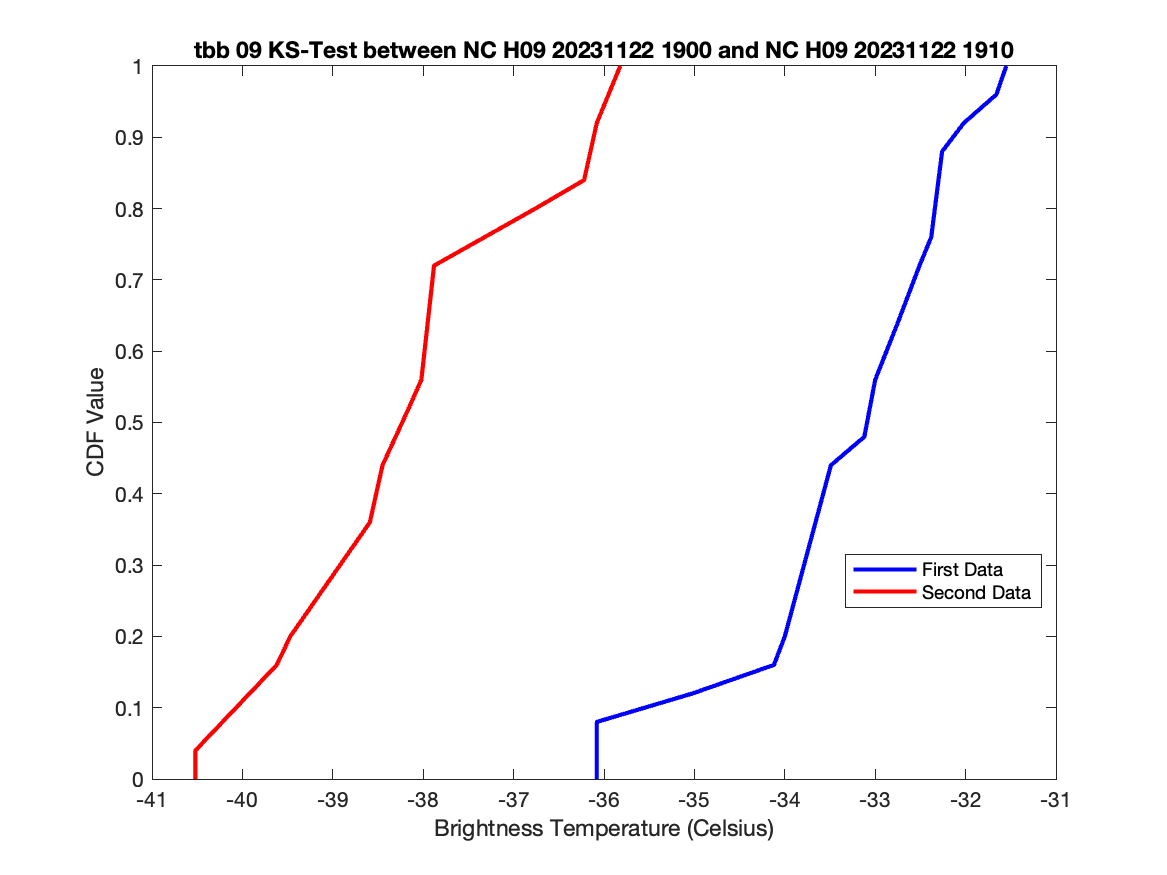 tbb 09 KS-Test between NC H09 20231122 1900 and NC H09 20231122 1910
1
0.9
0.8
0.7
0.6
0.5
0.4
0.3
0.2
0.1
0
CDF Value
First Data
Second Data
-41 -40 -39 -38 -37 -36 -35 -34 -33 -32 -31
Brightness Temperature (Celsius)